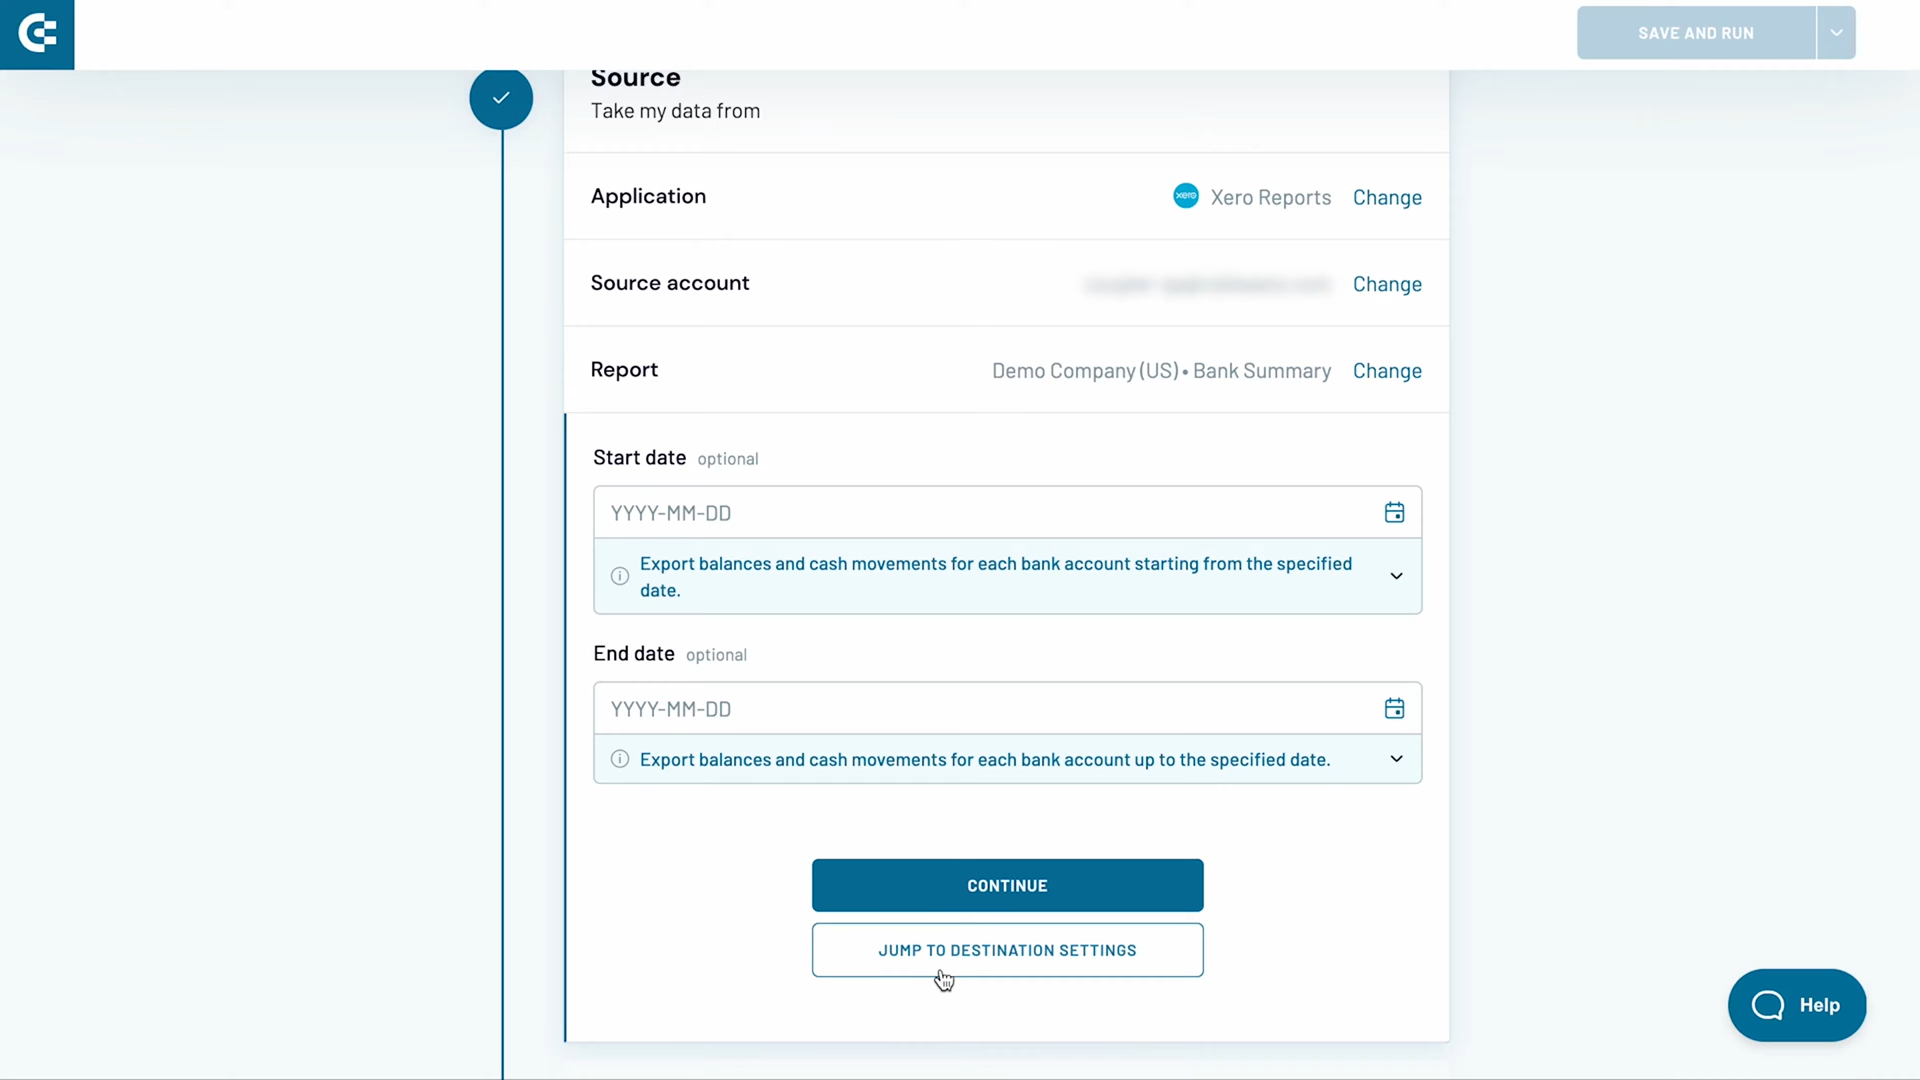 SAVE AND RUN
Source
Take my data from
Application
xero
Xero Reports
Change
Source account
Change
Report
Demo Company (US) • Bank Summary
Change
Start date optional
YYYY-MM-DD
Export balances and cash movements for each bank account starting from the specified
date.
End date optional
YYYY-MM-DD
Export balances and cash movements for each bank account up to the specified date.
CONTINUE
JUMP TO DESTINATION SETTINGS
Help